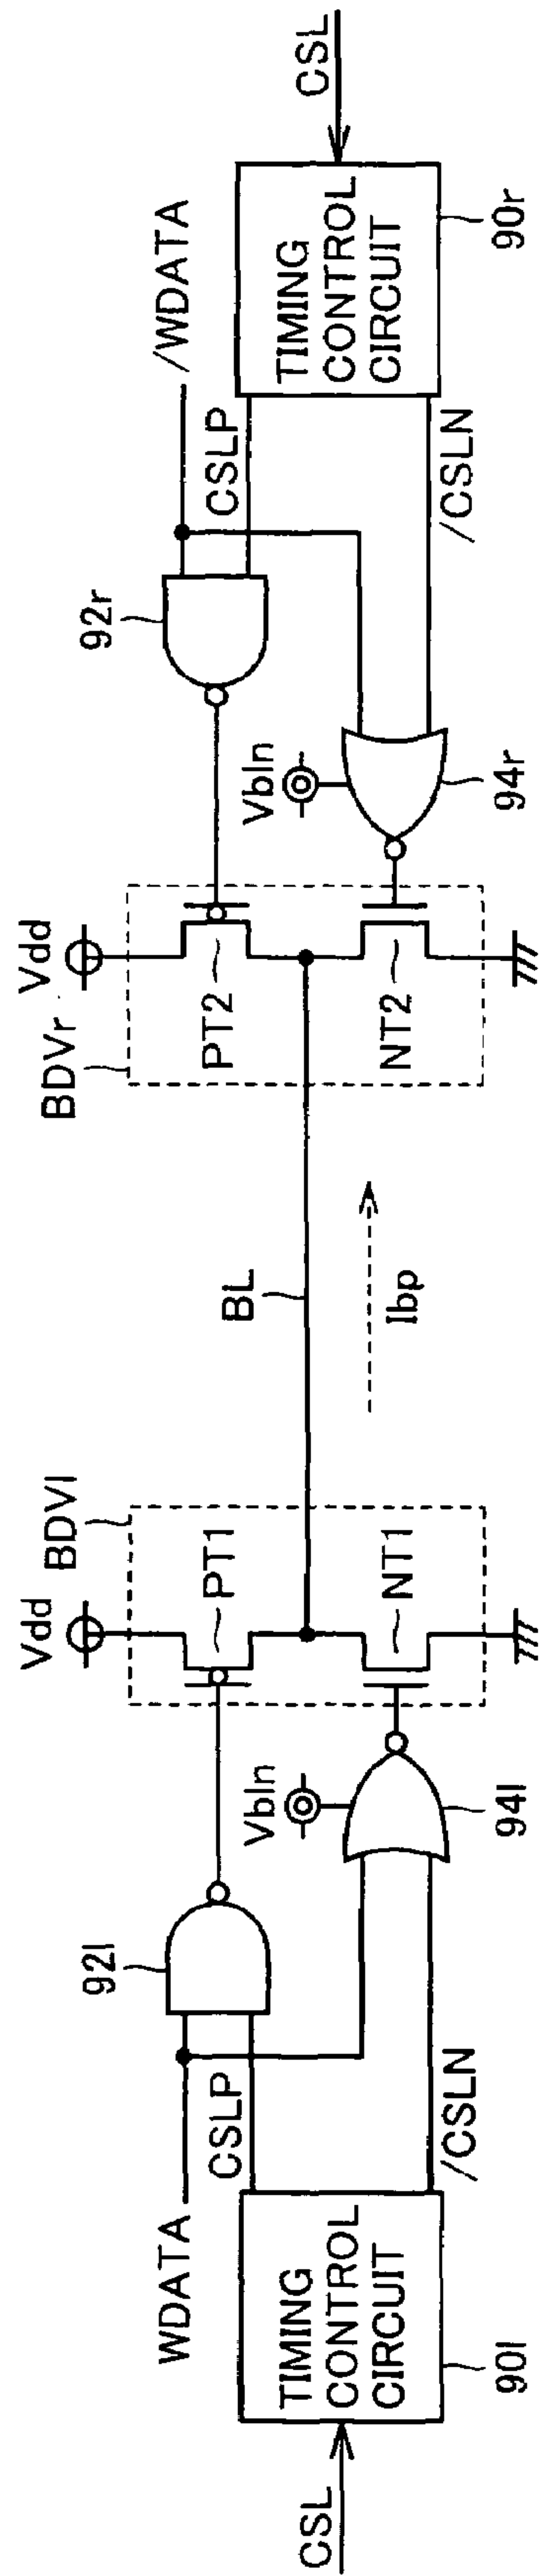 CSL
TIMING
CONTROL
CIRCUIT
90l
WDATA
CSLP
/CSLN
92l
Vbln
94l
Vdd
BDVl
PT1
NT1
BL
Ibp
Vdd
BDVr
PT2
NT2
Vbln
94r
92r
/WDATA
CSLP
/CSLN
TIMING
CONTROL
CIRCUIT
90r
CSL